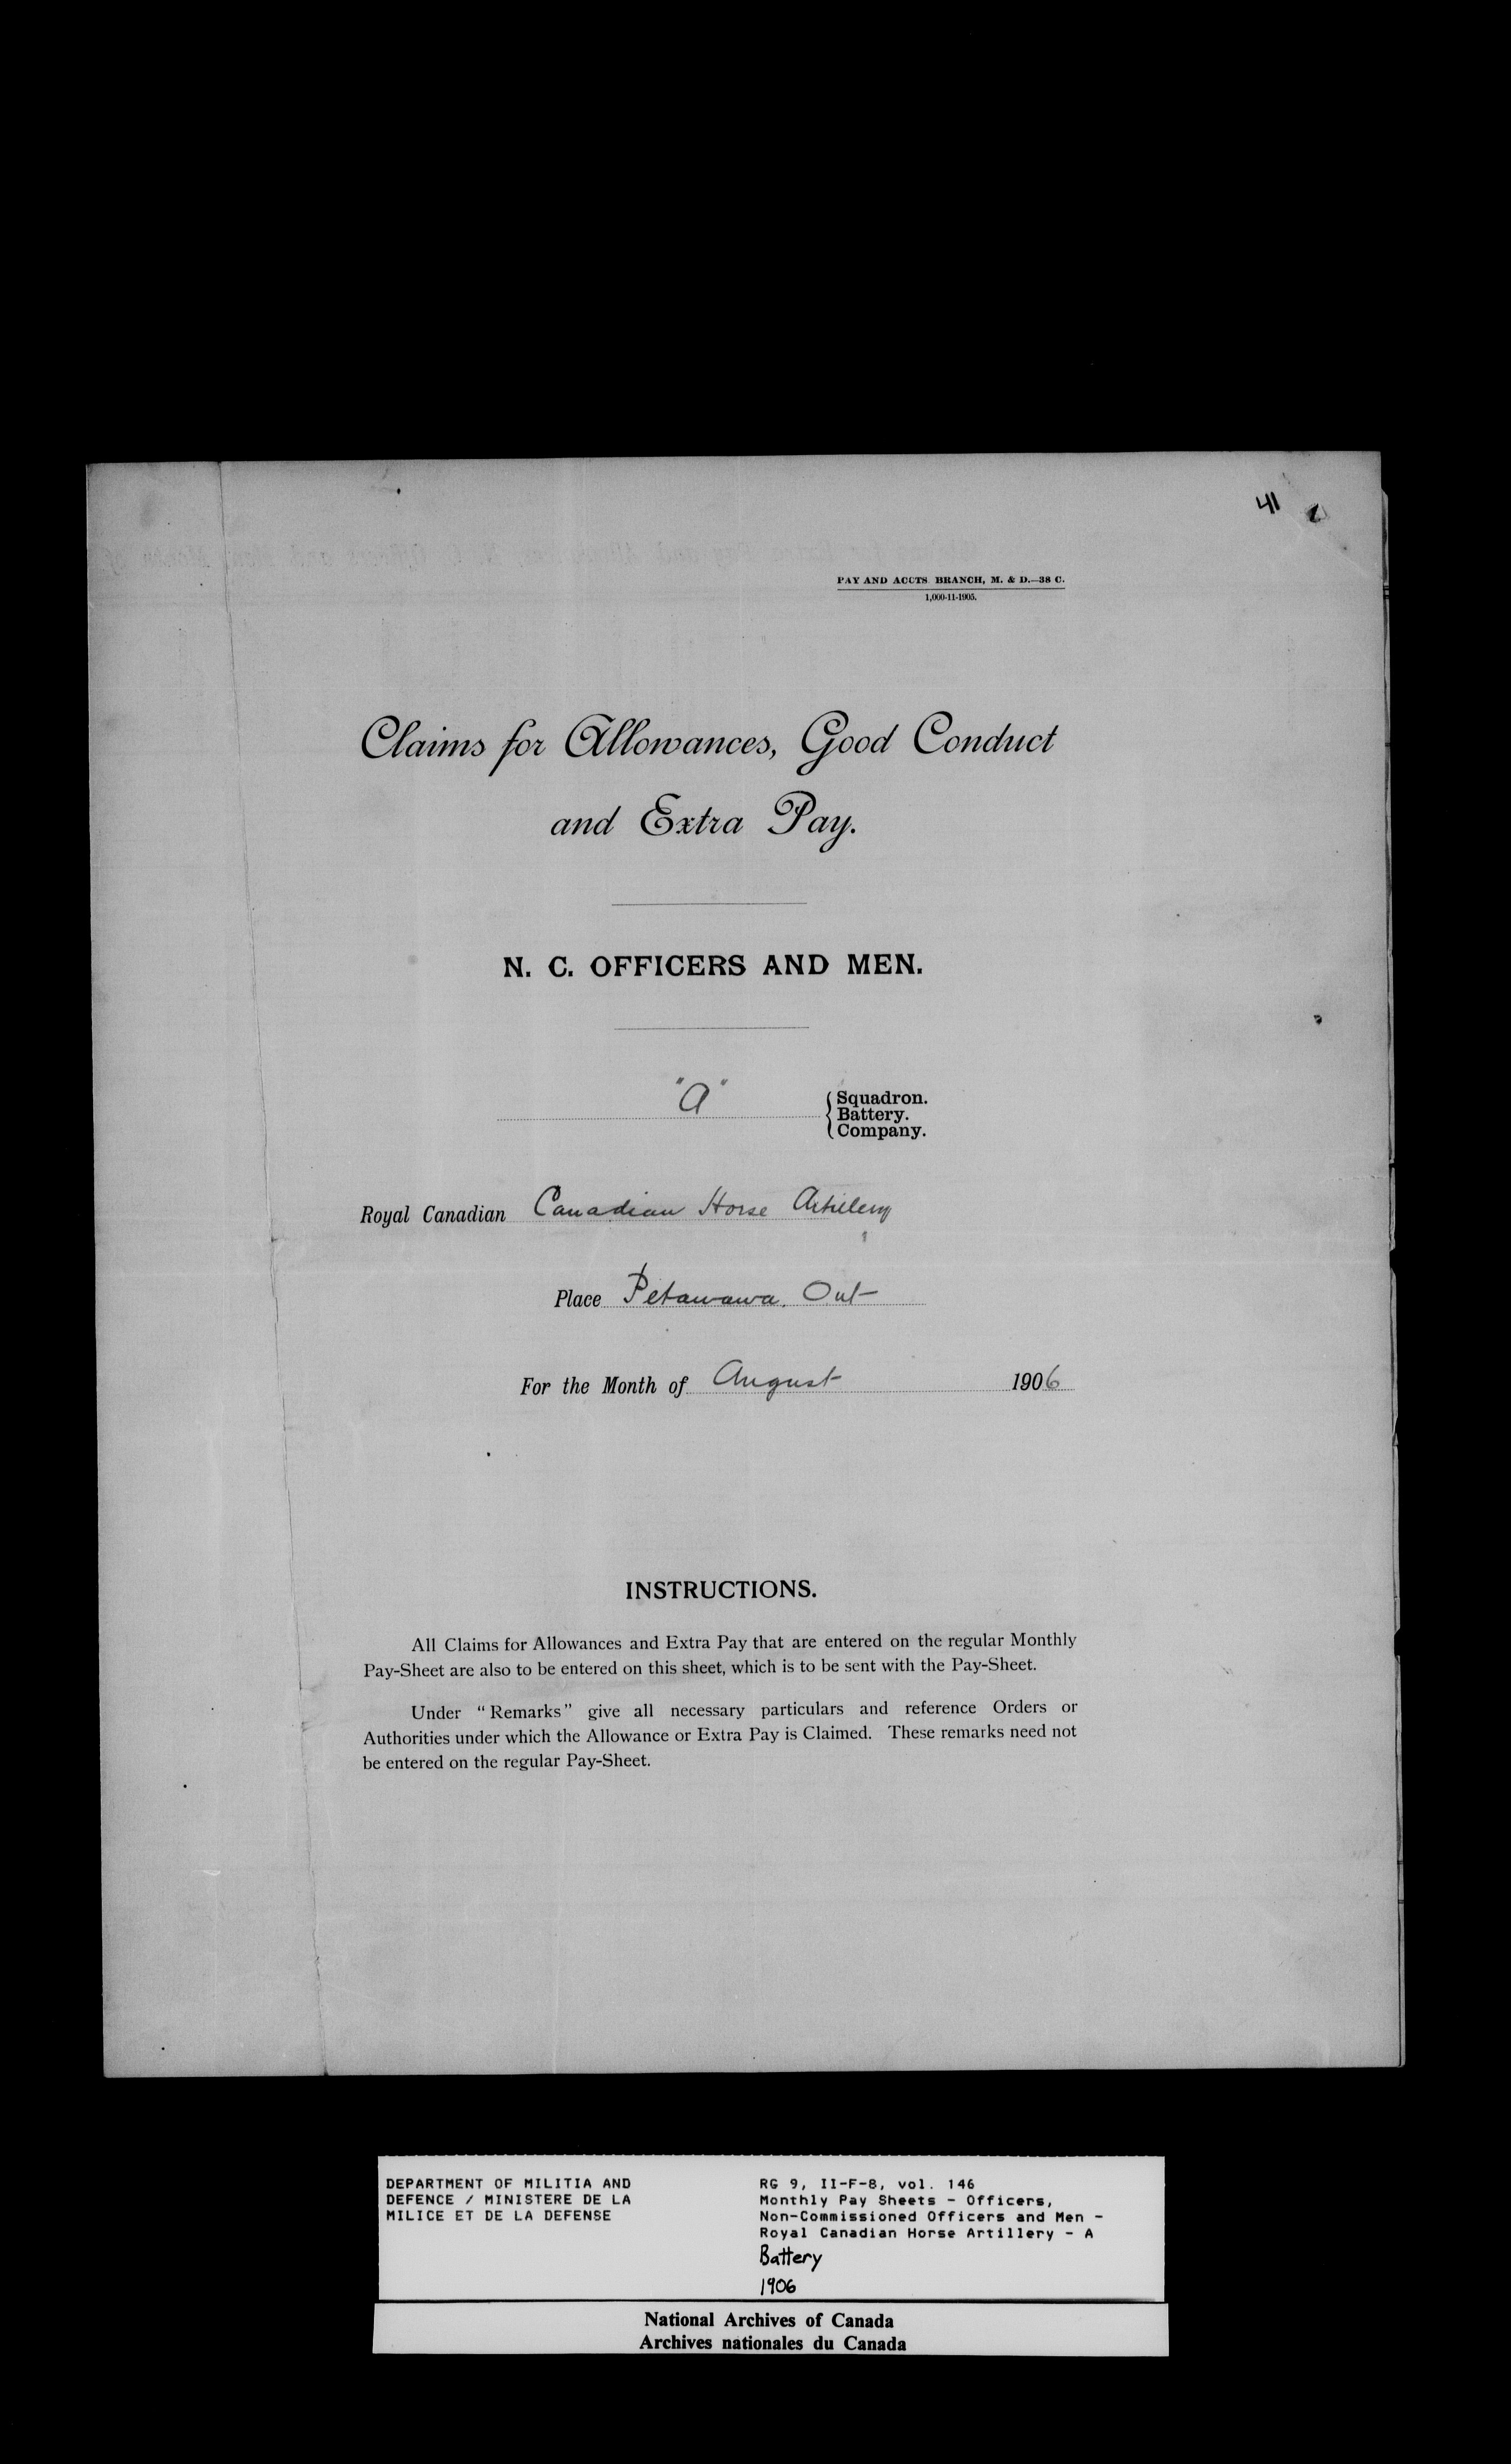 41
PAY AND ACCTS. BRANCH, M. & D.—38 C.
1,000-11-1905.
Claims for Allowances, Good Conduct
and Extra Pay.
N. C. OFFICERS AND MEN.
"A" { Squadron.
Battery.
Company.
Royal Canadian Canadian Horse Artillery
Place Petawawa, Ont
For the Month of August 1906
INSTRUCTIONS.
All Claims for Allowances and Extra Pay that are entered on the regular Monthly
Pay-Sheet are also to be entered on this sheet, which is to be sent with the Pay-Sheet.
Under "Remarks" give all necessary particulars and reference Orders or
Authorities under which the Allowance or Extra Pay is Claimed. These remarks need not
be entered on the regular Pay-Sheet.
DEPARTMENT OF MILITIA AND
DEFENCE / MINISTERE DE LA
MILICE ET DE LA DEFENSE
RG 9, II-F-8, vol. 146
Monthly Pay Sheets - Officers,
Non-Commissioned Officers and Men -
Royal Canadian Horse Artillery - A
Battery
1906
National Archives of Canada
Archives nationales du Canada